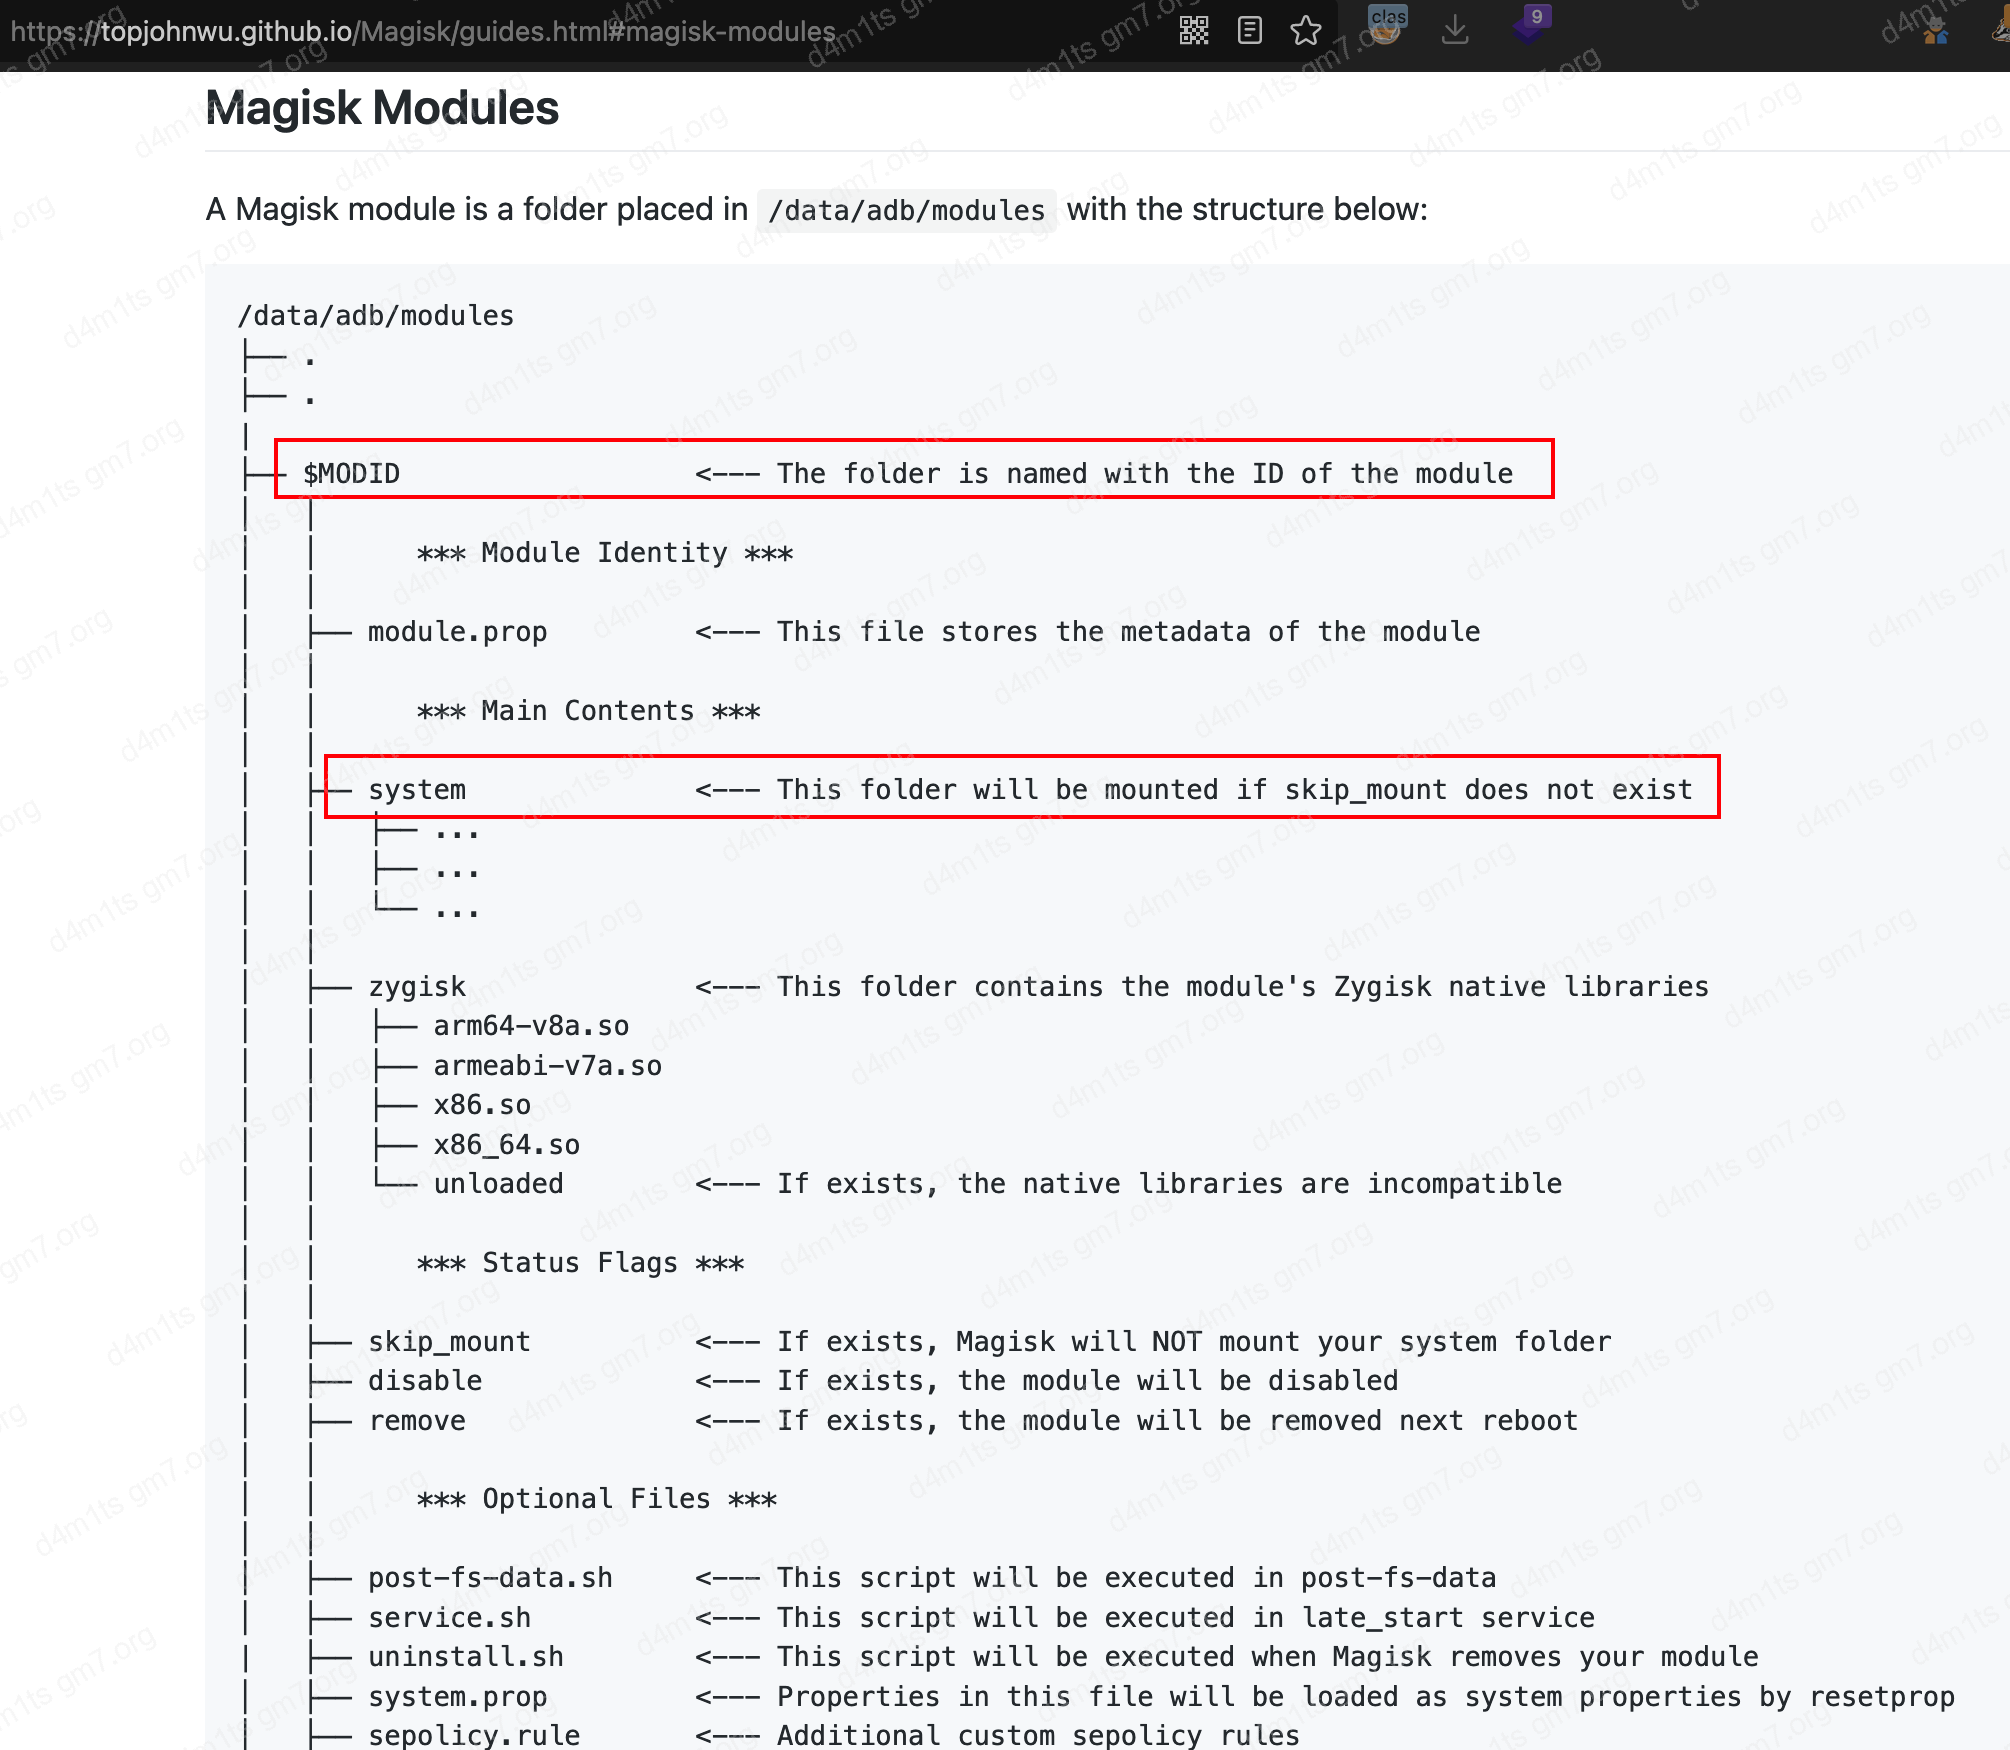 https://topjohnwu.github.io/Magisk/guides.html#magisk-modules
clas
9
Magisk Modules
A Magisk module is a folder placed in /data/adb/modules with the structure below:
/data/adb/modules
├── .
├── .
|
├── $MODID <--- The folder is named with the ID of the module
│ │
│ │ *** Module Identity ***
│ │
│ ├── module.prop <--- This file stores the metadata of the module
│ │
│ │ *** Main Contents ***
│ │
│ ├── system <--- This folder will be mounted if skip_mount does not exist
│ │ ├── ...
│ │ ├── ...
│ │ └── ...
│ │
│ ├── zygisk <--- This folder contains the module's Zygisk native libraries
│ │ ├── arm64-v8a.so
│ │ ├── armeabi-v7a.so
│ │ ├── x86.so
│ │ ├── x86_64.so
│ │ └── unloaded <--- If exists, the native libraries are incompatible
│ │
│ │ *** Status Flags ***
│ │
│ ├── skip_mount <--- If exists, Magisk will NOT mount your system folder
│ ├── disable <--- If exists, the module will be disabled
│ ├── remove <--- If exists, the module will be removed next reboot
│ │
│ │ *** Optional Files ***
│ │
│ ├── post-fs-data.sh <--- This script will be executed in post-fs-data
│ ├── service.sh <--- This script will be executed in late_start service
| ├── uninstall.sh <--- This script will be executed when Magisk removes your module
│ ├── system.prop <--- Properties in this file will be loaded as system properties by resetprop
│ ├── sepolicy.rule <--- Additional custom sepolicy rules
d4m1ts gm7.org